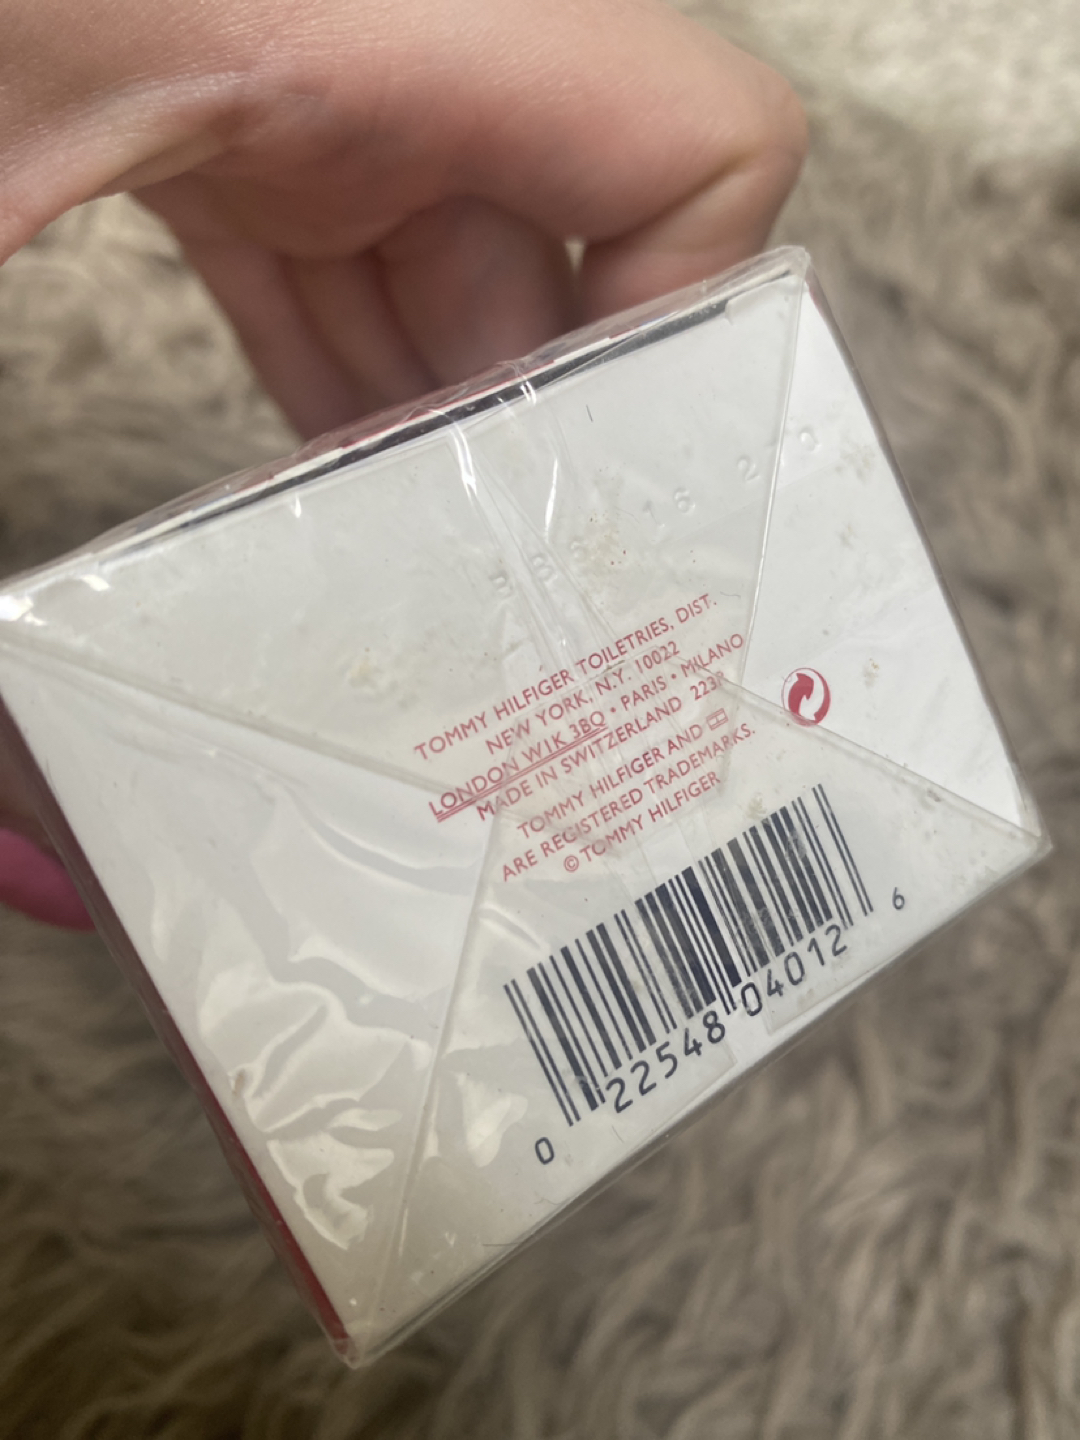 TOMMY HILFIGER TOILETRIES, DIST.
NEW YORK, N.Y. 10022
LONDON W1K 3BQ • PARIS • MILANO
MADE IN SWITZERLAND 223R
TOMMY HILFIGER AND
ARE REGISTERED TRADEMARKS.
© TOMMY HILFIGER
0 22548 04012 6